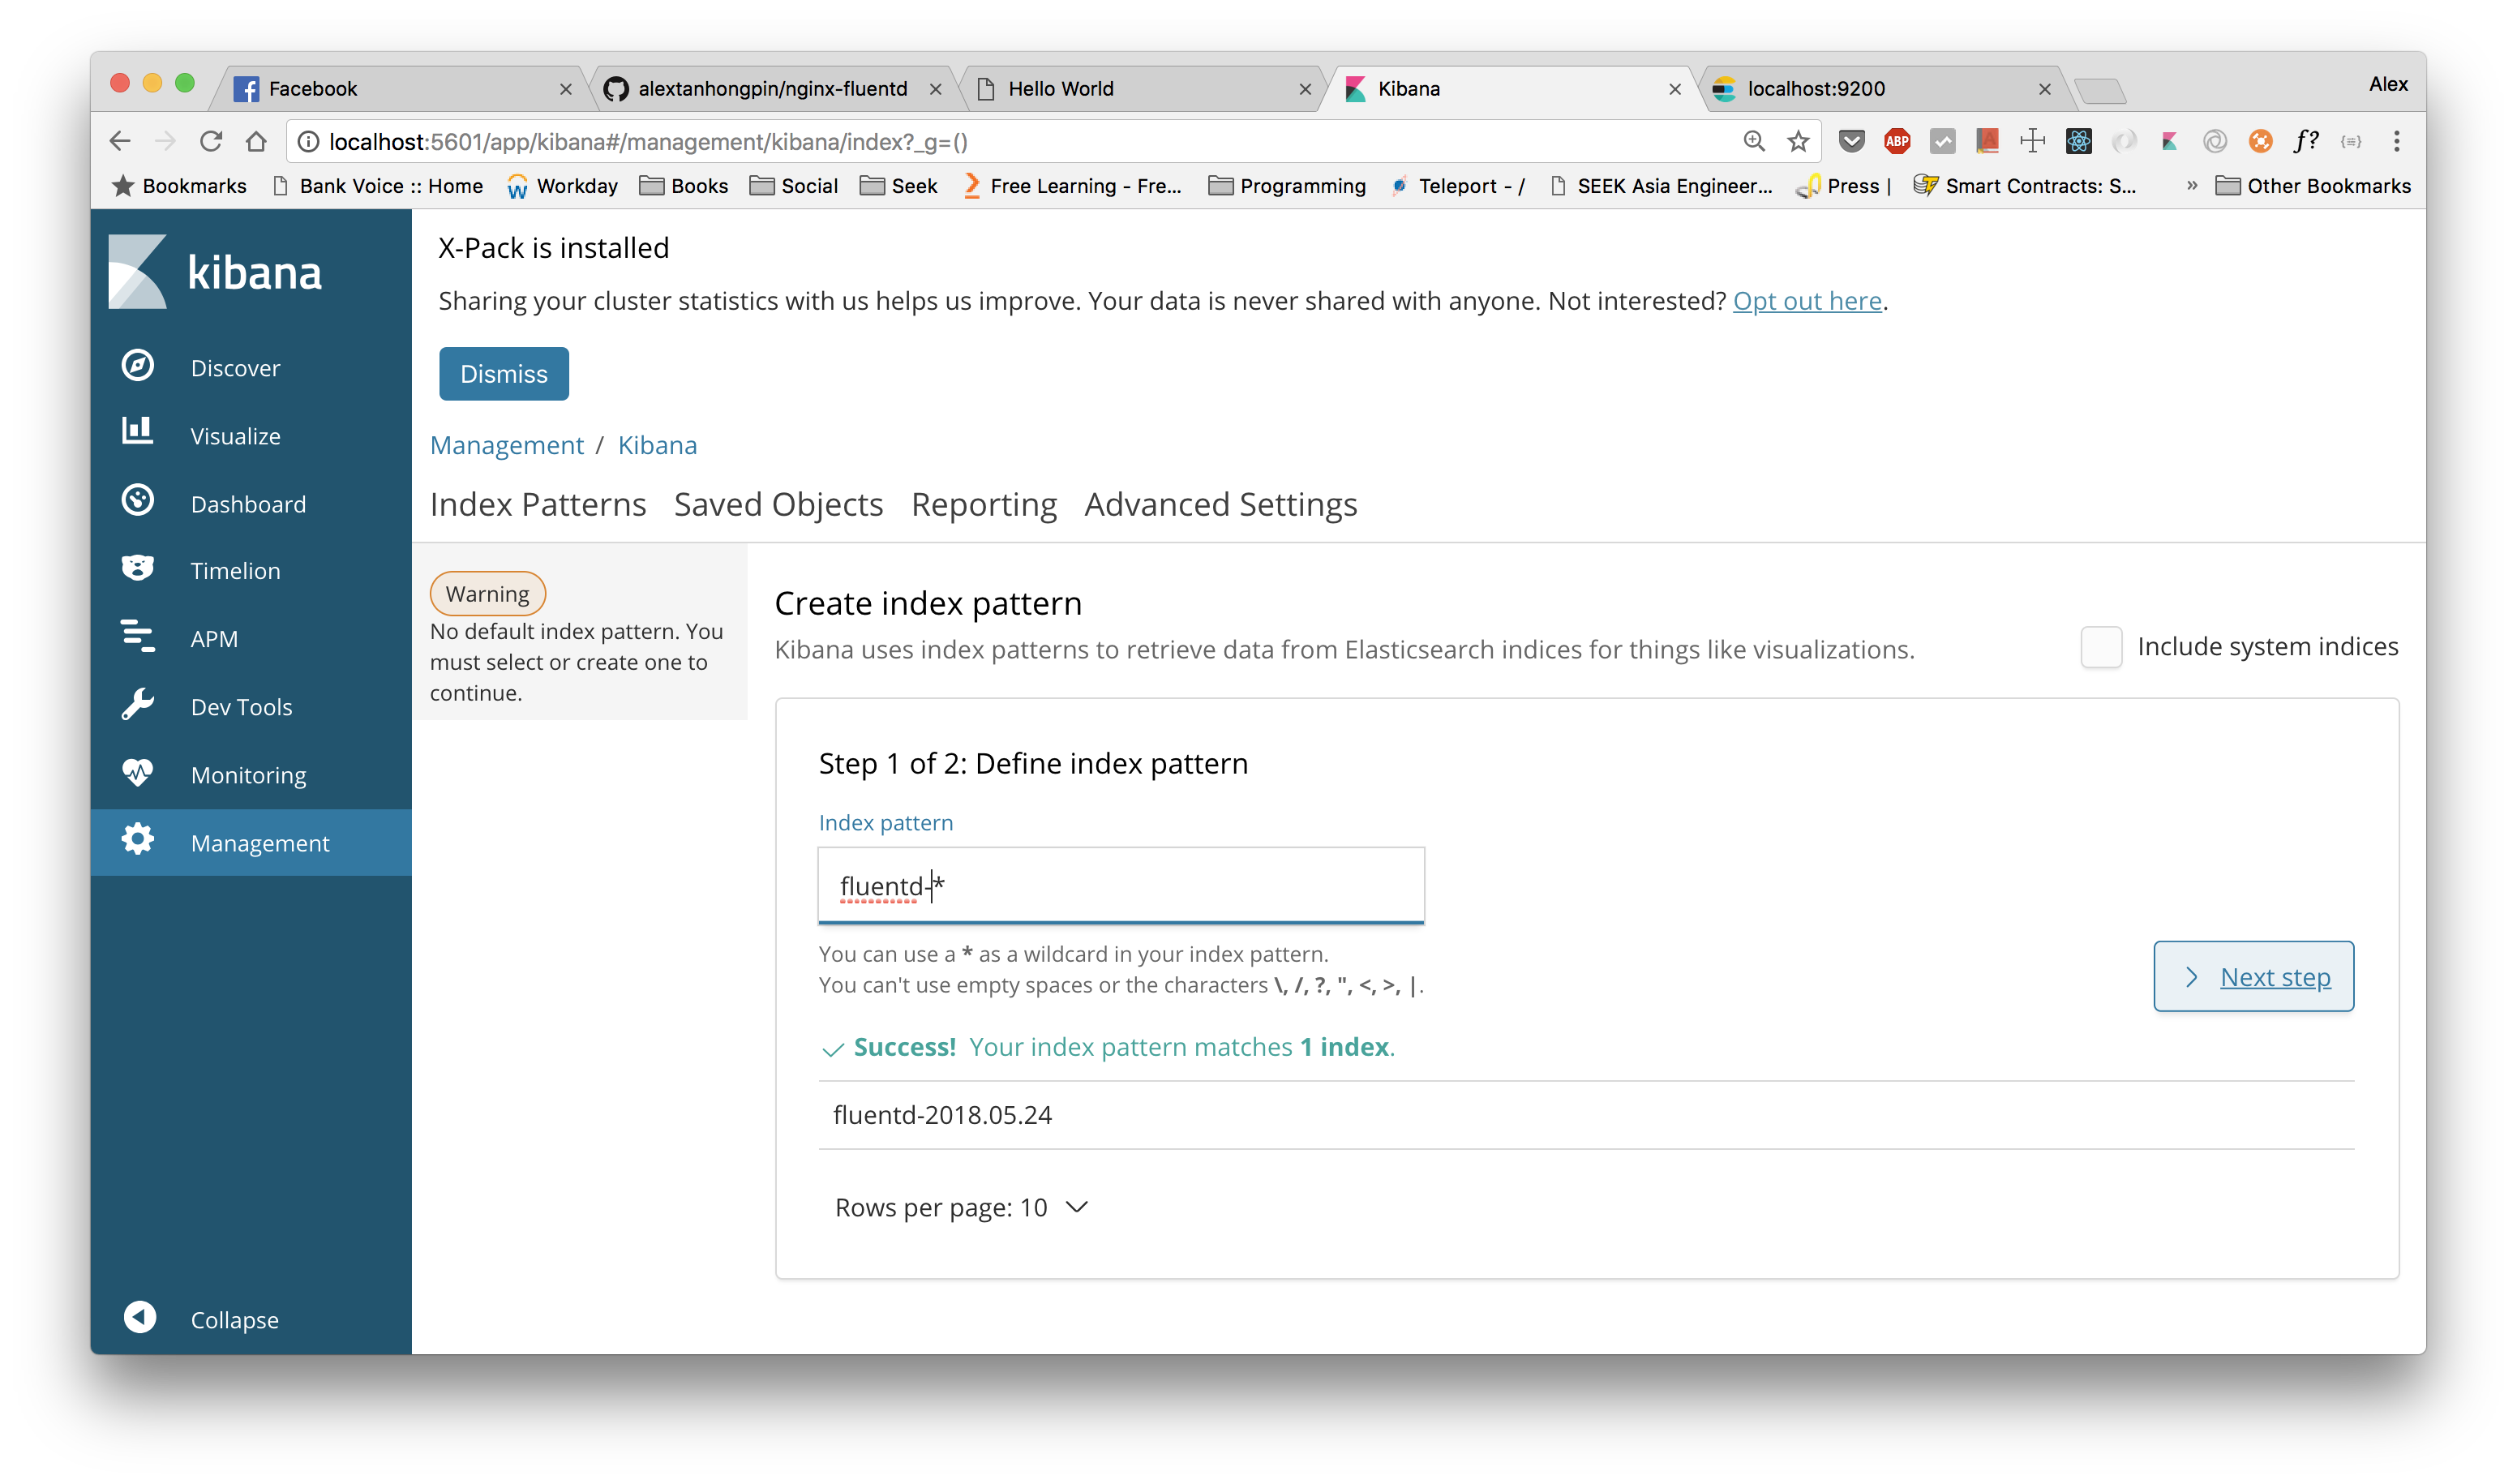 Facebook
alextanhongpin/nginx-fluentd
Hello World
Kibana
localhost:9200
Alex
localhost:5601/app/kibana#/management/kibana/index?_g=()
ABP
f?
Bookmarks
Bank Voice :: Home
Workday
Books
Social
Seek
Free Learning - Fre...
Programming
Teleport - /
SEEK Asia Engineer...
Press |
Smart Contracts: S...
»
Other Bookmarks
kibana
Discover
Visualize
Dashboard
Timelion
APM
Dev Tools
Monitoring
Management
Collapse
X-Pack is installed
Sharing your cluster statistics with us helps us improve. Your data is never shared with anyone. Not interested? Opt out here.
Dismiss
Management / Kibana
Index Patterns Saved Objects Reporting Advanced Settings
Warning
No default index pattern. You
must select or create one to
continue.
Create index pattern
Kibana uses index patterns to retrieve data from Elasticsearch indices for things like visualizations.
Include system indices
Step 1 of 2: Define index pattern
Index pattern
fluentd-*
You can use a * as a wildcard in your index pattern.
You can't use empty spaces or the characters \, /, ?, ", <, >, |.
Next step
Success! Your index pattern matches 1 index.
fluentd-2018.05.24
Rows per page: 10